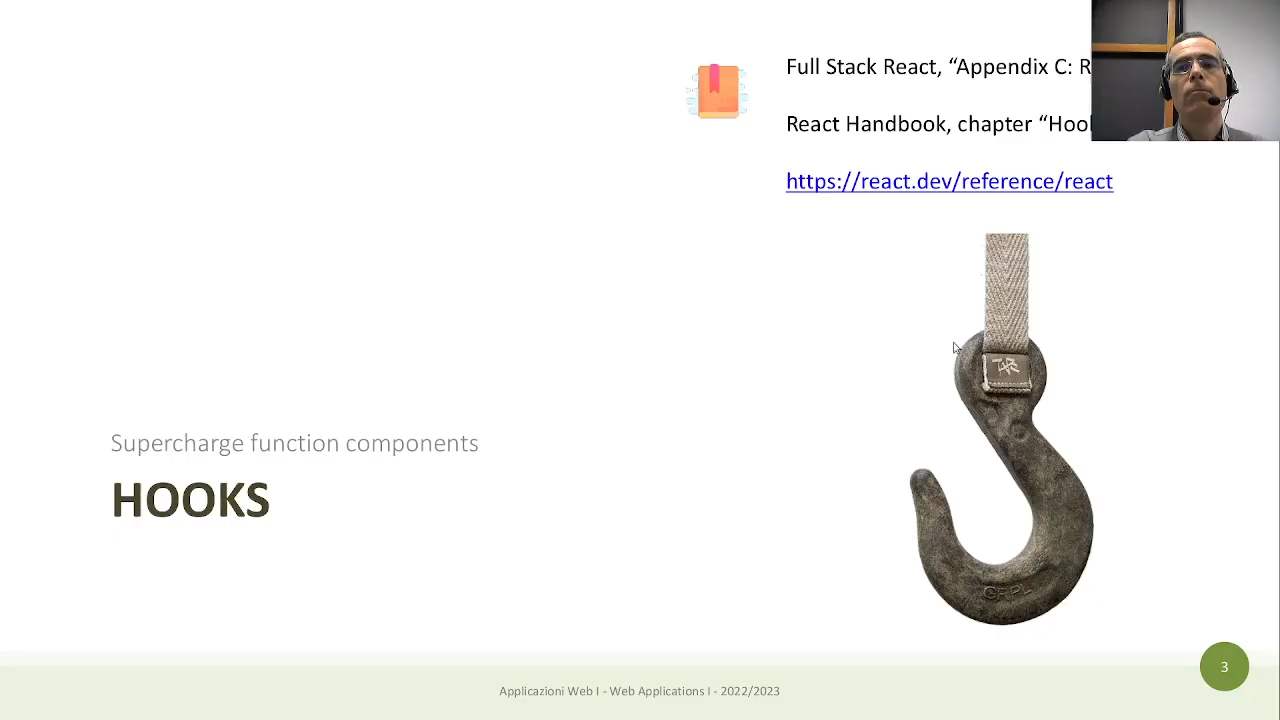 Full Stack React, “Appendix C:
React Handbook, chapter
https://react.dev/reference/react
Supercharge function components
HOOKS
3
Applicazioni Web I - Web Applications I - 2022/2023